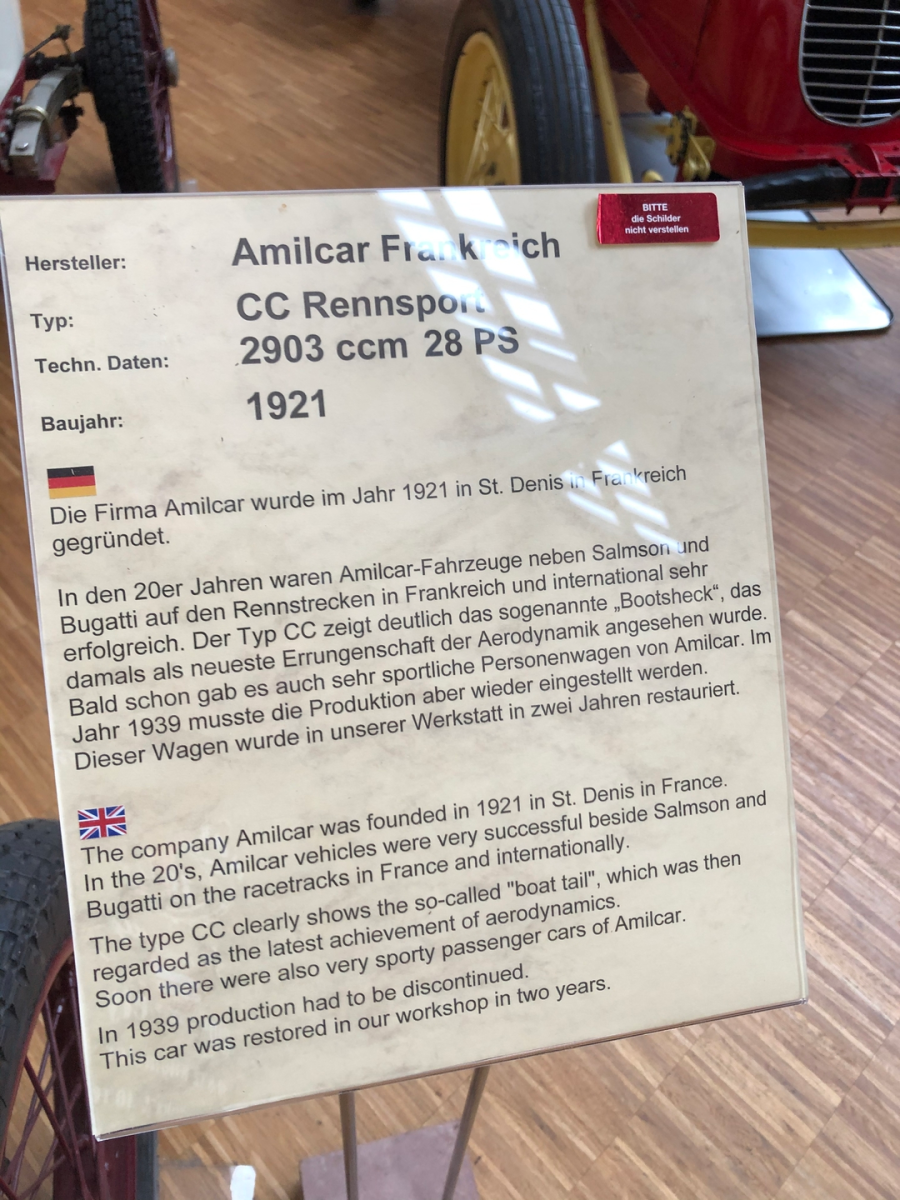 BITTE
die Schilder
nicht verstellen
Hersteller: Amilcar Frankreich
Typ: CC Rennsport
Techn. Daten: 2903 ccm 28 PS
Baujahr: 1921
Die Firma Amilcar wurde im Jahr 1921 in St. Denis in Frankreich
gegründet.
In den 20er Jahren waren Amilcar-Fahrzeuge neben Salmson und
Bugatti auf den Rennstrecken in Frankreich und international sehr
erfolgreich. Der Typ CC zeigt deutlich das sogenannte „Bootsheck“, das
damals als neueste Errungenschaft der Aerodynamik angesehen wurde.
Bald schon gab es auch sehr sportliche Personenwagen von Amilcar. Im
Jahr 1939 musste die Produktion aber wieder eingestellt werden.
Dieser Wagen wurde in unserer Werkstatt in zwei Jahren restauriert.
The company Amilcar was founded in 1921 in St. Denis in France.
In the 20's, Amilcar vehicles were very successful beside Salmson and
Bugatti on the racetracks in France and internationally.
The type CC clearly shows the so-called "boat tail", which was then
regarded as the latest achievement of aerodynamics.
Soon there were also very sporty passenger cars of Amilcar.
In 1939 production had to be discontinued.
This car was restored in our workshop in two years.